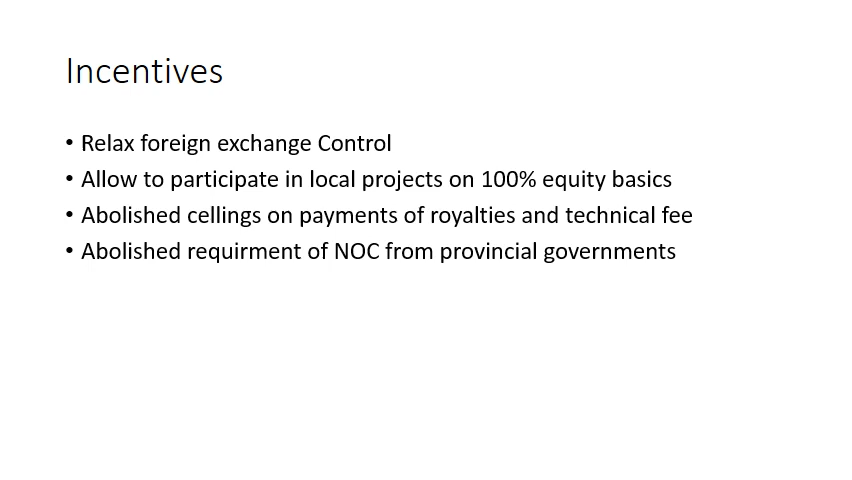 Incentives
• Relax foreign exchange Control
• Allow to participate in local projects on 100% equity basics
• Abolished cellings on payments of royalties and technical fee
• Abolished requirment of NOC from provincial governments